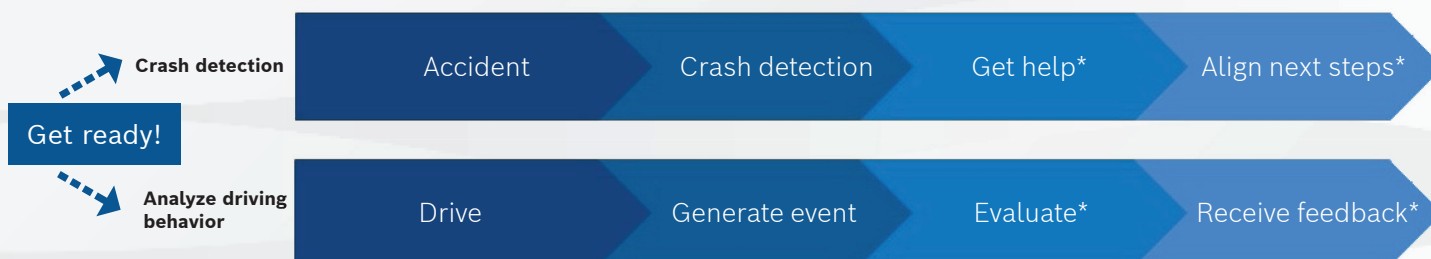 Crash detection
Accident
Crash detection
Get help*
Align next steps*
Get ready!
Analyze driving
behavior
Drive
Generate event
Evaluate*
Receive feedback*